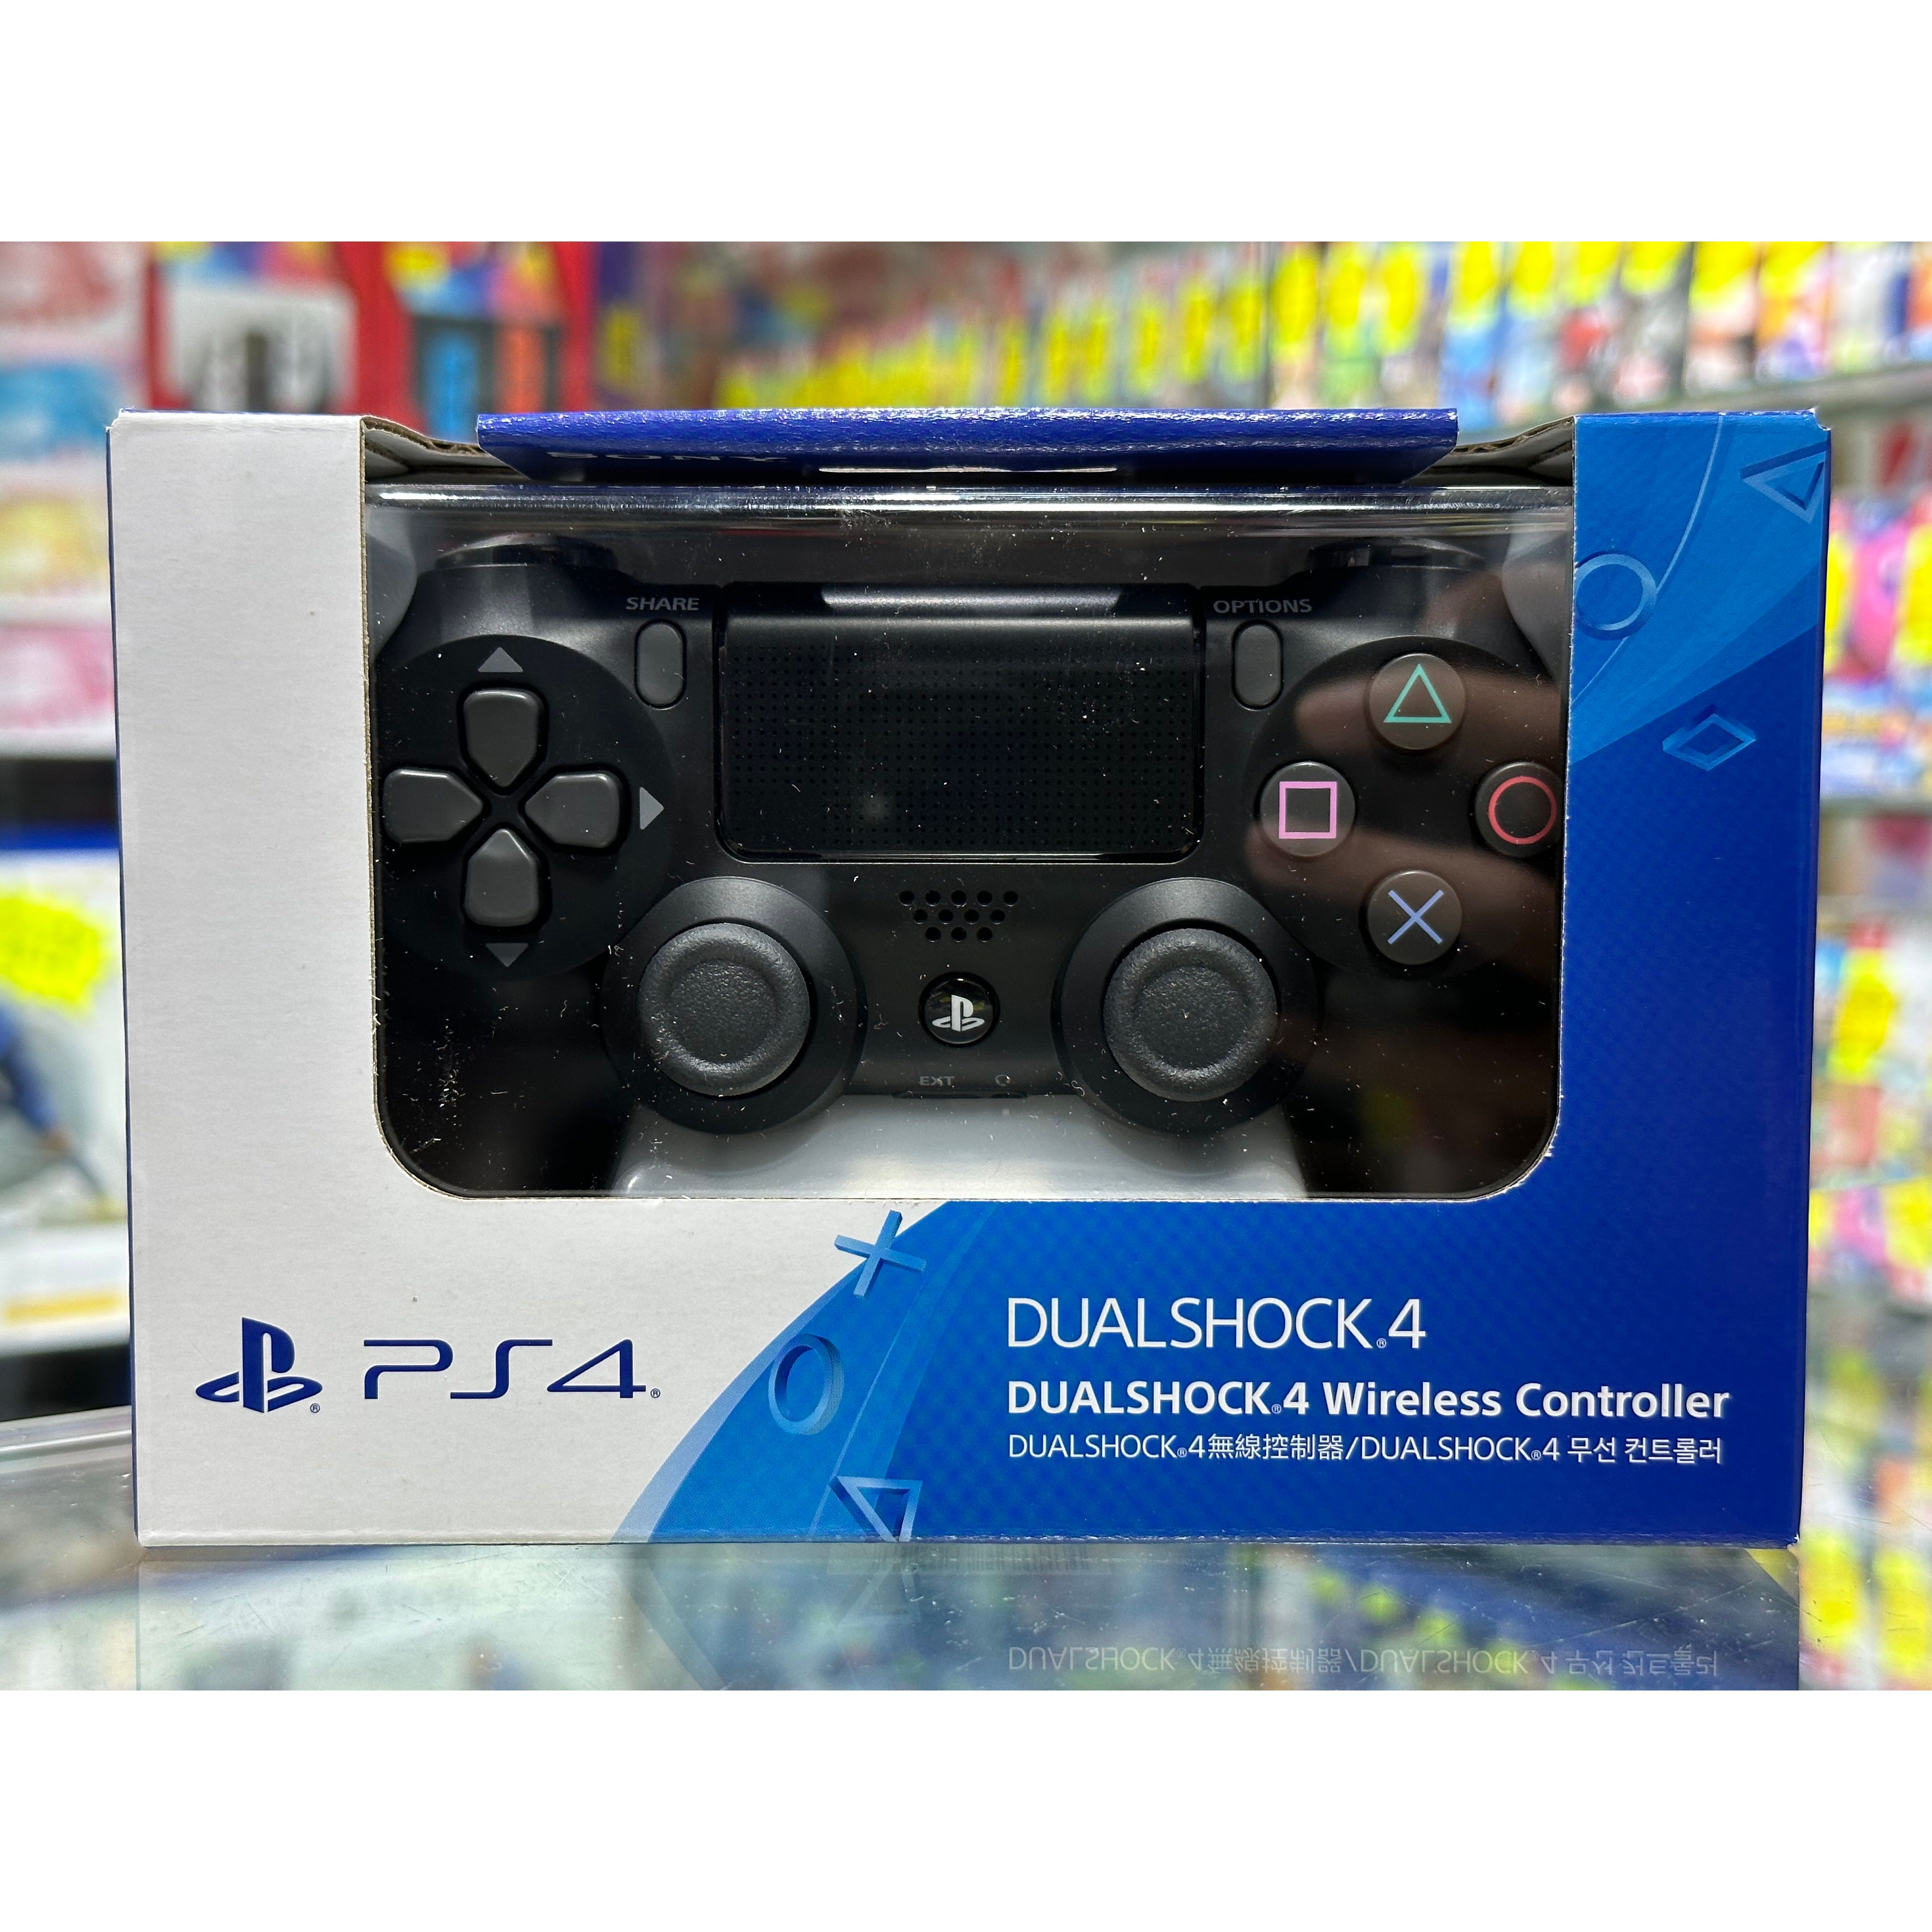 SONY
SHARE
OPTIONS
EXT
PS4®
DUALSHOCK®4
DUALSHOCK®4 Wireless Controller
DUALSHOCK®4無線控制器/DUALSHOCK®4 무선 컨트롤러